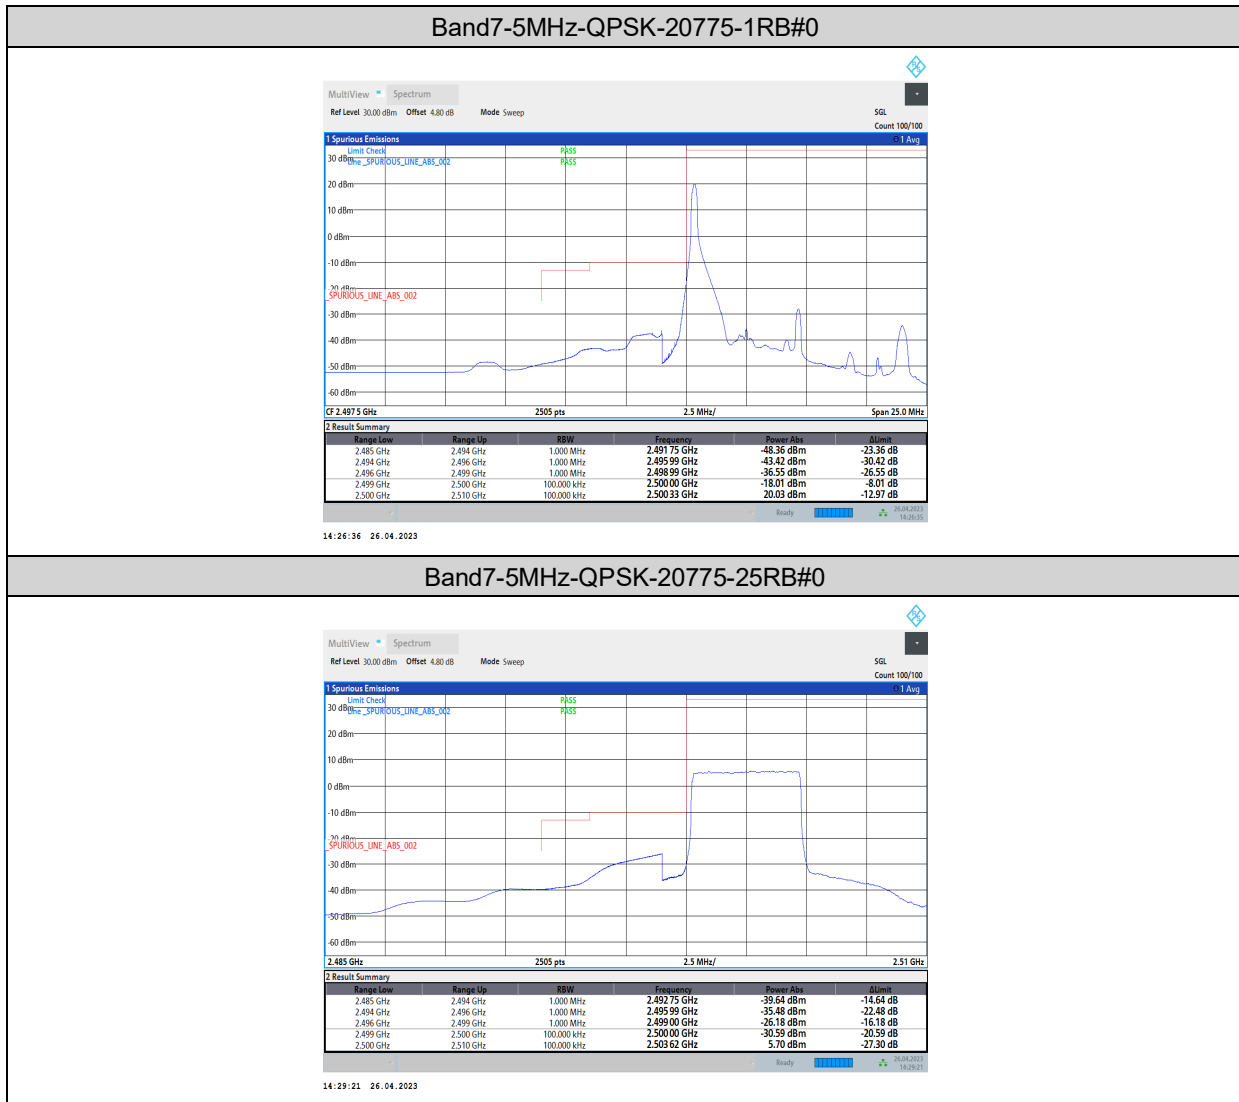 Band7-5MHz-QPSK-20775-1RB#0
MultiView Spectrum
Ref Level 30.00 dBm Offset 4.80 dB Mode Sweep SGL
Count 100/100
1 Spurious Emissions 1 Avg
Limit Check PASS
30 dBm Line _SPURIOUS_LINE_ABS_002 PASS
20 dBm
10 dBm
0 dBm
-10 dBm
-20 dBm
_SPURIOUS_LINE_ABS_002
-30 dBm
-40 dBm
-50 dBm
-60 dBm
CF 2.497 5 GHz 2505 pts 2.5 MHz/ Span 25.0 MHz
2 Result Summary
Range Low Range Up RBW Frequency Power Abs ΔLimit
2.485 GHz 2.494 GHz 1.000 MHz 2.491 75 GHz -48.36 dBm -23.36 dB
2.494 GHz 2.496 GHz 1.000 MHz 2.495 99 GHz -43.42 dBm -30.42 dB
2.496 GHz 2.499 GHz 1.000 MHz 2.498 99 GHz -36.55 dBm -26.55 dB
2.499 GHz 2.500 GHz 100.000 kHz 2.500 00 GHz -18.01 dBm -8.01 dB
2.500 GHz 2.510 GHz 100.000 kHz 2.500 33 GHz 20.03 dBm -12.97 dB
Ready 26.04.2023
14:26:35
14:26:36 26.04.2023
Band7-5MHz-QPSK-20775-25RB#0
MultiView Spectrum
Ref Level 30.00 dBm Offset 4.80 dB Mode Sweep SGL
Count 100/100
1 Spurious Emissions 1 Avg
Limit Check PASS
30 dBm Line _SPURIOUS_LINE_ABS_002 PASS
20 dBm
10 dBm
0 dBm
-10 dBm
-20 dBm
_SPURIOUS_LINE_ABS_002
-30 dBm
-40 dBm
-50 dBm
-60 dBm
2.485 GHz 2505 pts 2.5 MHz/ 2.51 GHz
2 Result Summary
Range Low Range Up RBW Frequency Power Abs ΔLimit
2.485 GHz 2.494 GHz 1.000 MHz 2.492 75 GHz -39.64 dBm -14.64 dB
2.494 GHz 2.496 GHz 1.000 MHz 2.495 99 GHz -35.48 dBm -22.48 dB
2.496 GHz 2.499 GHz 1.000 MHz 2.499 00 GHz -26.18 dBm -16.18 dB
2.499 GHz 2.500 GHz 100.000 kHz 2.500 00 GHz -30.59 dBm -20.59 dB
2.500 GHz 2.510 GHz 100.000 kHz 2.503 62 GHz 5.70 dBm -27.30 dB
Ready 26.04.2023
14:29:21
14:29:21 26.04.2023